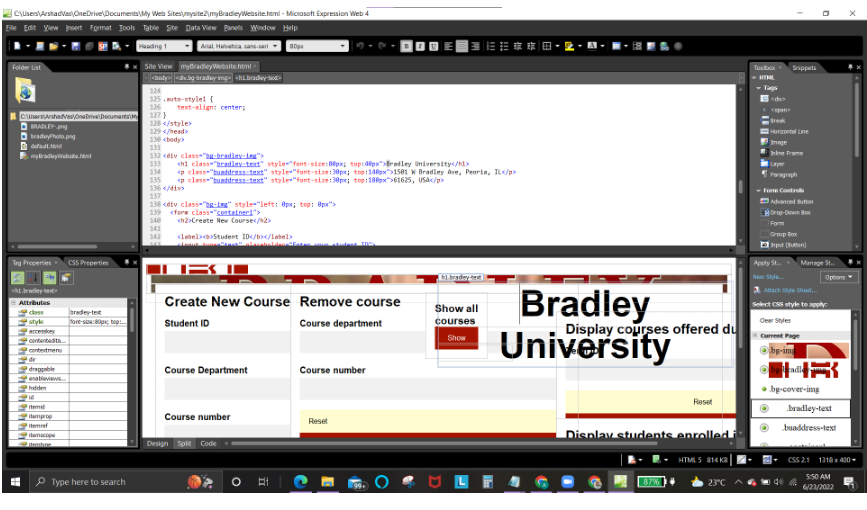 C:\Users\ArshadVas\OneDrive\Documents\My Web Sites\mysite2\myBradleyWebsite.html - Microsoft Expression Web 4
File Edit View Insert Format Tools Table Site Data View Panels Window Help
Heading 1 Arial, Helvetica, sans-seri 80px
Folder List
C:\Users\ArshadVas\OneDrive\Documents\My
BRADLEY-.png
bradleyPhoto.png
default.html
myBradleyWebsite.html
Site View myBradleyWebsite.html
<body> <div.bg-bradley-img> <h1.bradley-text>
124
125 .auto-style1 {
126 text-align: center;
127 }
128 </style>
129 </head>
130 <body>
131
132 <div class="bg-bradley-img">
133 <h1 class="bradley-text" style="font-size:80px; top:40px">Bradley University</h1>
134 <p class="buaddress-text" style="font-size:30px; top:140px">1501 W Bradley Ave, Peoria, IL</p>
135 <p class="buaddress-text" style="font-size:30px; top:180px">61625, USA</p>
136 </div>
137
138 <div class="bg-img" style="left: 0px; top: 0px">
139 <form class="container1">
140 <h2>Create New Course</h2>
141
142 <label><b>Student ID</b></label>
143 <input type="text" placeholder="Enter your student ID">
Toolbox Snippets
HTML
Tags
<div>
<span>
Break
Horizontal Line
Image
Inline Frame
Layer
Paragraph
Form Controls
Advanced Button
Drop-Down Box
Form
Group Box
Input (Button)
Tag Properties CSS Properties
<h1.bradley-text>
Attributes
class bradley-text
style font-size:80px; top:...
accesskey
contentedita...
contextmenu
dir
draggable
enableviews...
hidden
id
itemid
itemprop
itemref
itemscope
itemtype
h1.bradley-text
Create New Course
Student ID
Course Department
Course number
Remove course
Course department
Course number
Reset
Show all
courses
Show
Bradley
University
Display courses offered du
Reset
Display students enrolled i
Design Split Code
Apply St... Manage St...
New Style... Options
Attach Style Sheet...
Select CSS style to apply:
Clear Styles
Current Page
.bg-img
.bg-bradley-img
.bg-cover-img
.bradley-text
.buaddress-text
.container1
HTML 5 814 KB CSS 2.1 1318 x 400
Type here to search
99+
87%
23°C
5:50 AM
6/23/2022